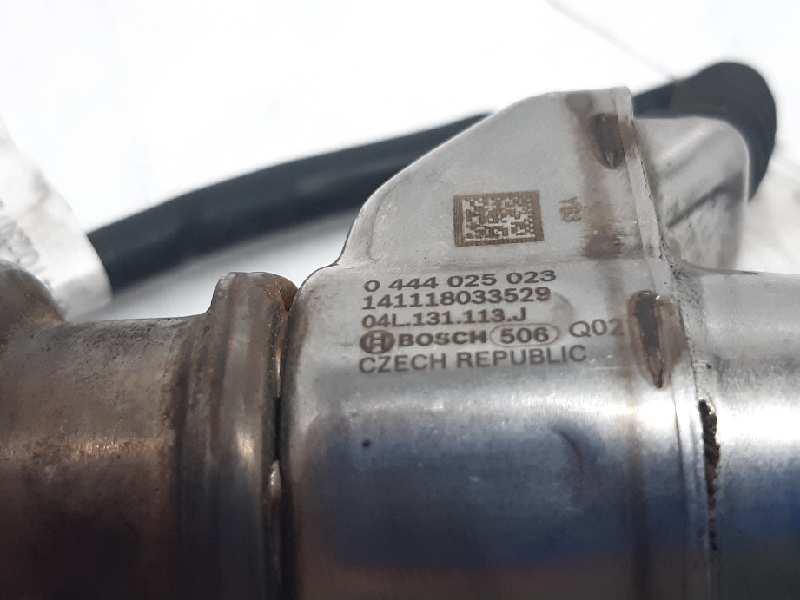 0 444 025 023
141118033529
04L.131.113.J
BOSCH 506 Q02
CZECH REPUBLIC